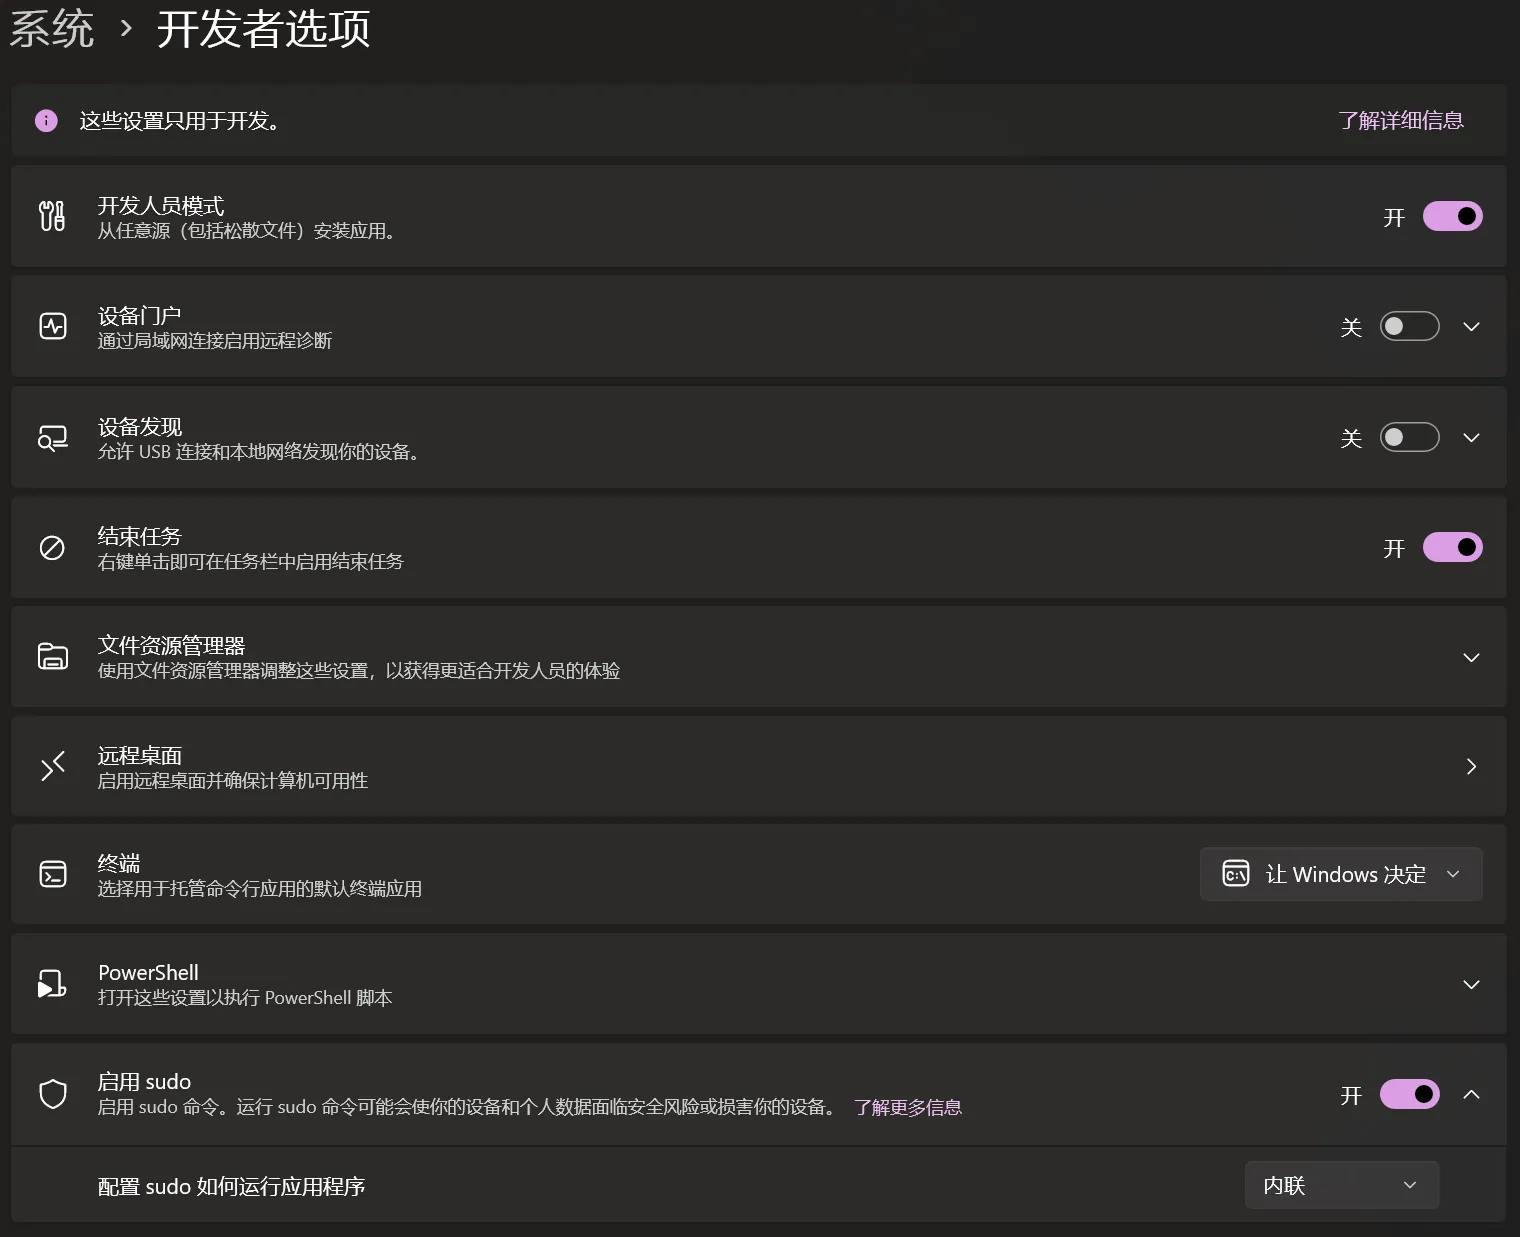 系统 › 开发者选项
这些设置只用于开发。
了解详细信息
开发人员模式
从任意源（包括松散文件）安装应用。
开
设备门户
通过局域网连接启用远程诊断
关
设备发现
允许 USB 连接和本地网络发现你的设备。
关
结束任务
右键单击即可在任务栏中启用结束任务
开
文件资源管理器
使用文件资源管理器调整这些设置，以获得更适合开发人员的体验
远程桌面
启用远程桌面并确保计算机可用性
终端
选择用于托管命令行应用的默认终端应用
C:\
让 Windows 决定
PowerShell
打开这些设置以执行 PowerShell 脚本
启用 sudo
启用 sudo 命令。运行 sudo 命令可能会使你的设备和个人数据面临安全风险或损害你的设备。 了解更多信息
开
配置 sudo 如何运行应用程序
内联